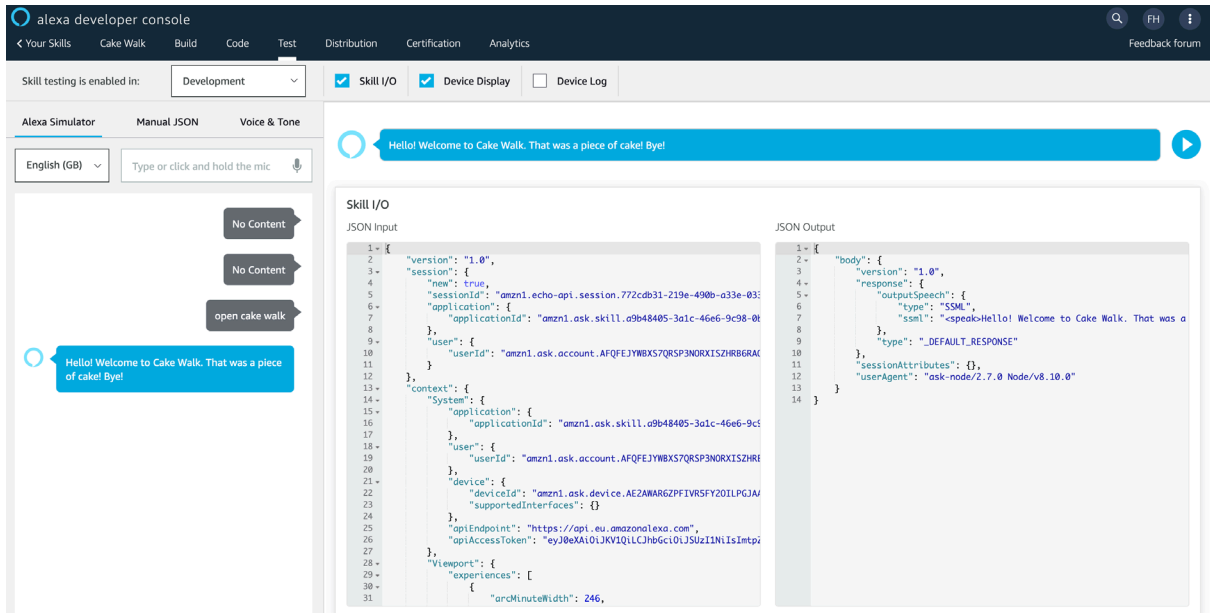 alexa developer console
FH
Your Skills Cake Walk Build Code Test Distribution Certification Analytics Feedback forum
Skill testing is enabled in: Development Skill I/O Device Display Device Log
Alexa Simulator Manual JSON Voice & Tone
English (GB) Type or click and hold the mic
No Content
No Content
open cake walk
Hello! Welcome to Cake Walk. That was a piece
of cake! Bye!
Hello! Welcome to Cake Walk. That was a piece of cake! Bye!
Skill I/O
JSON Input
1 {
2 "version": "1.0",
3 "session": {
4 "new": true,
5 "sessionId": "amzn1.echo-api.session.772cdb31-219e-490b-a33e-033
6 "application": {
7 "applicationId": "amzn1.ask.skill.a9b48405-3a1c-46e6-9c98-0b
8 },
9 "user": {
10 "userId": "amzn1.ask.account.AFQFEJYWBXS7QRSP3NORXISZHRB6RAO
11 }
12 },
13 "context": {
14 "System": {
15 "application": {
16 "applicationId": "amzn1.ask.skill.a9b48405-3a1c-46e6-9c9
17 },
18 "user": {
19 "userId": "amzn1.ask.account.AFQFEJYWBXS7QRSP3NORXISZHRB
20 },
21 "device": {
22 "deviceId": "amzn1.ask.device.AE2AWAR6ZPFIVR5FY2OILPGJAA
23 "supportedInterfaces": {}
24 },
25 "apiEndpoint": "https://api.eu.amazonalexa.com",
26 "apiAccessToken": "eyJ0eXAiOiJKV1QiLCJhbGciOiJSUzI1NiIsImtpZ
27 },
28 "Viewport": {
29 "experiences": [
30 {
31 "arcMinuteWidth": 246,
JSON Output
1 {
2 "body": {
3 "version": "1.0",
4 "response": {
5 "outputSpeech": {
6 "type": "SSML",
7 "ssml": "<speak>Hello! Welcome to Cake Walk. That was a
8 },
9 "type": "_DEFAULT_RESPONSE"
10 },
11 "sessionAttributes": {},
12 "userAgent": "ask-node/2.7.0 Node/v8.10.0"
13 }
14 }